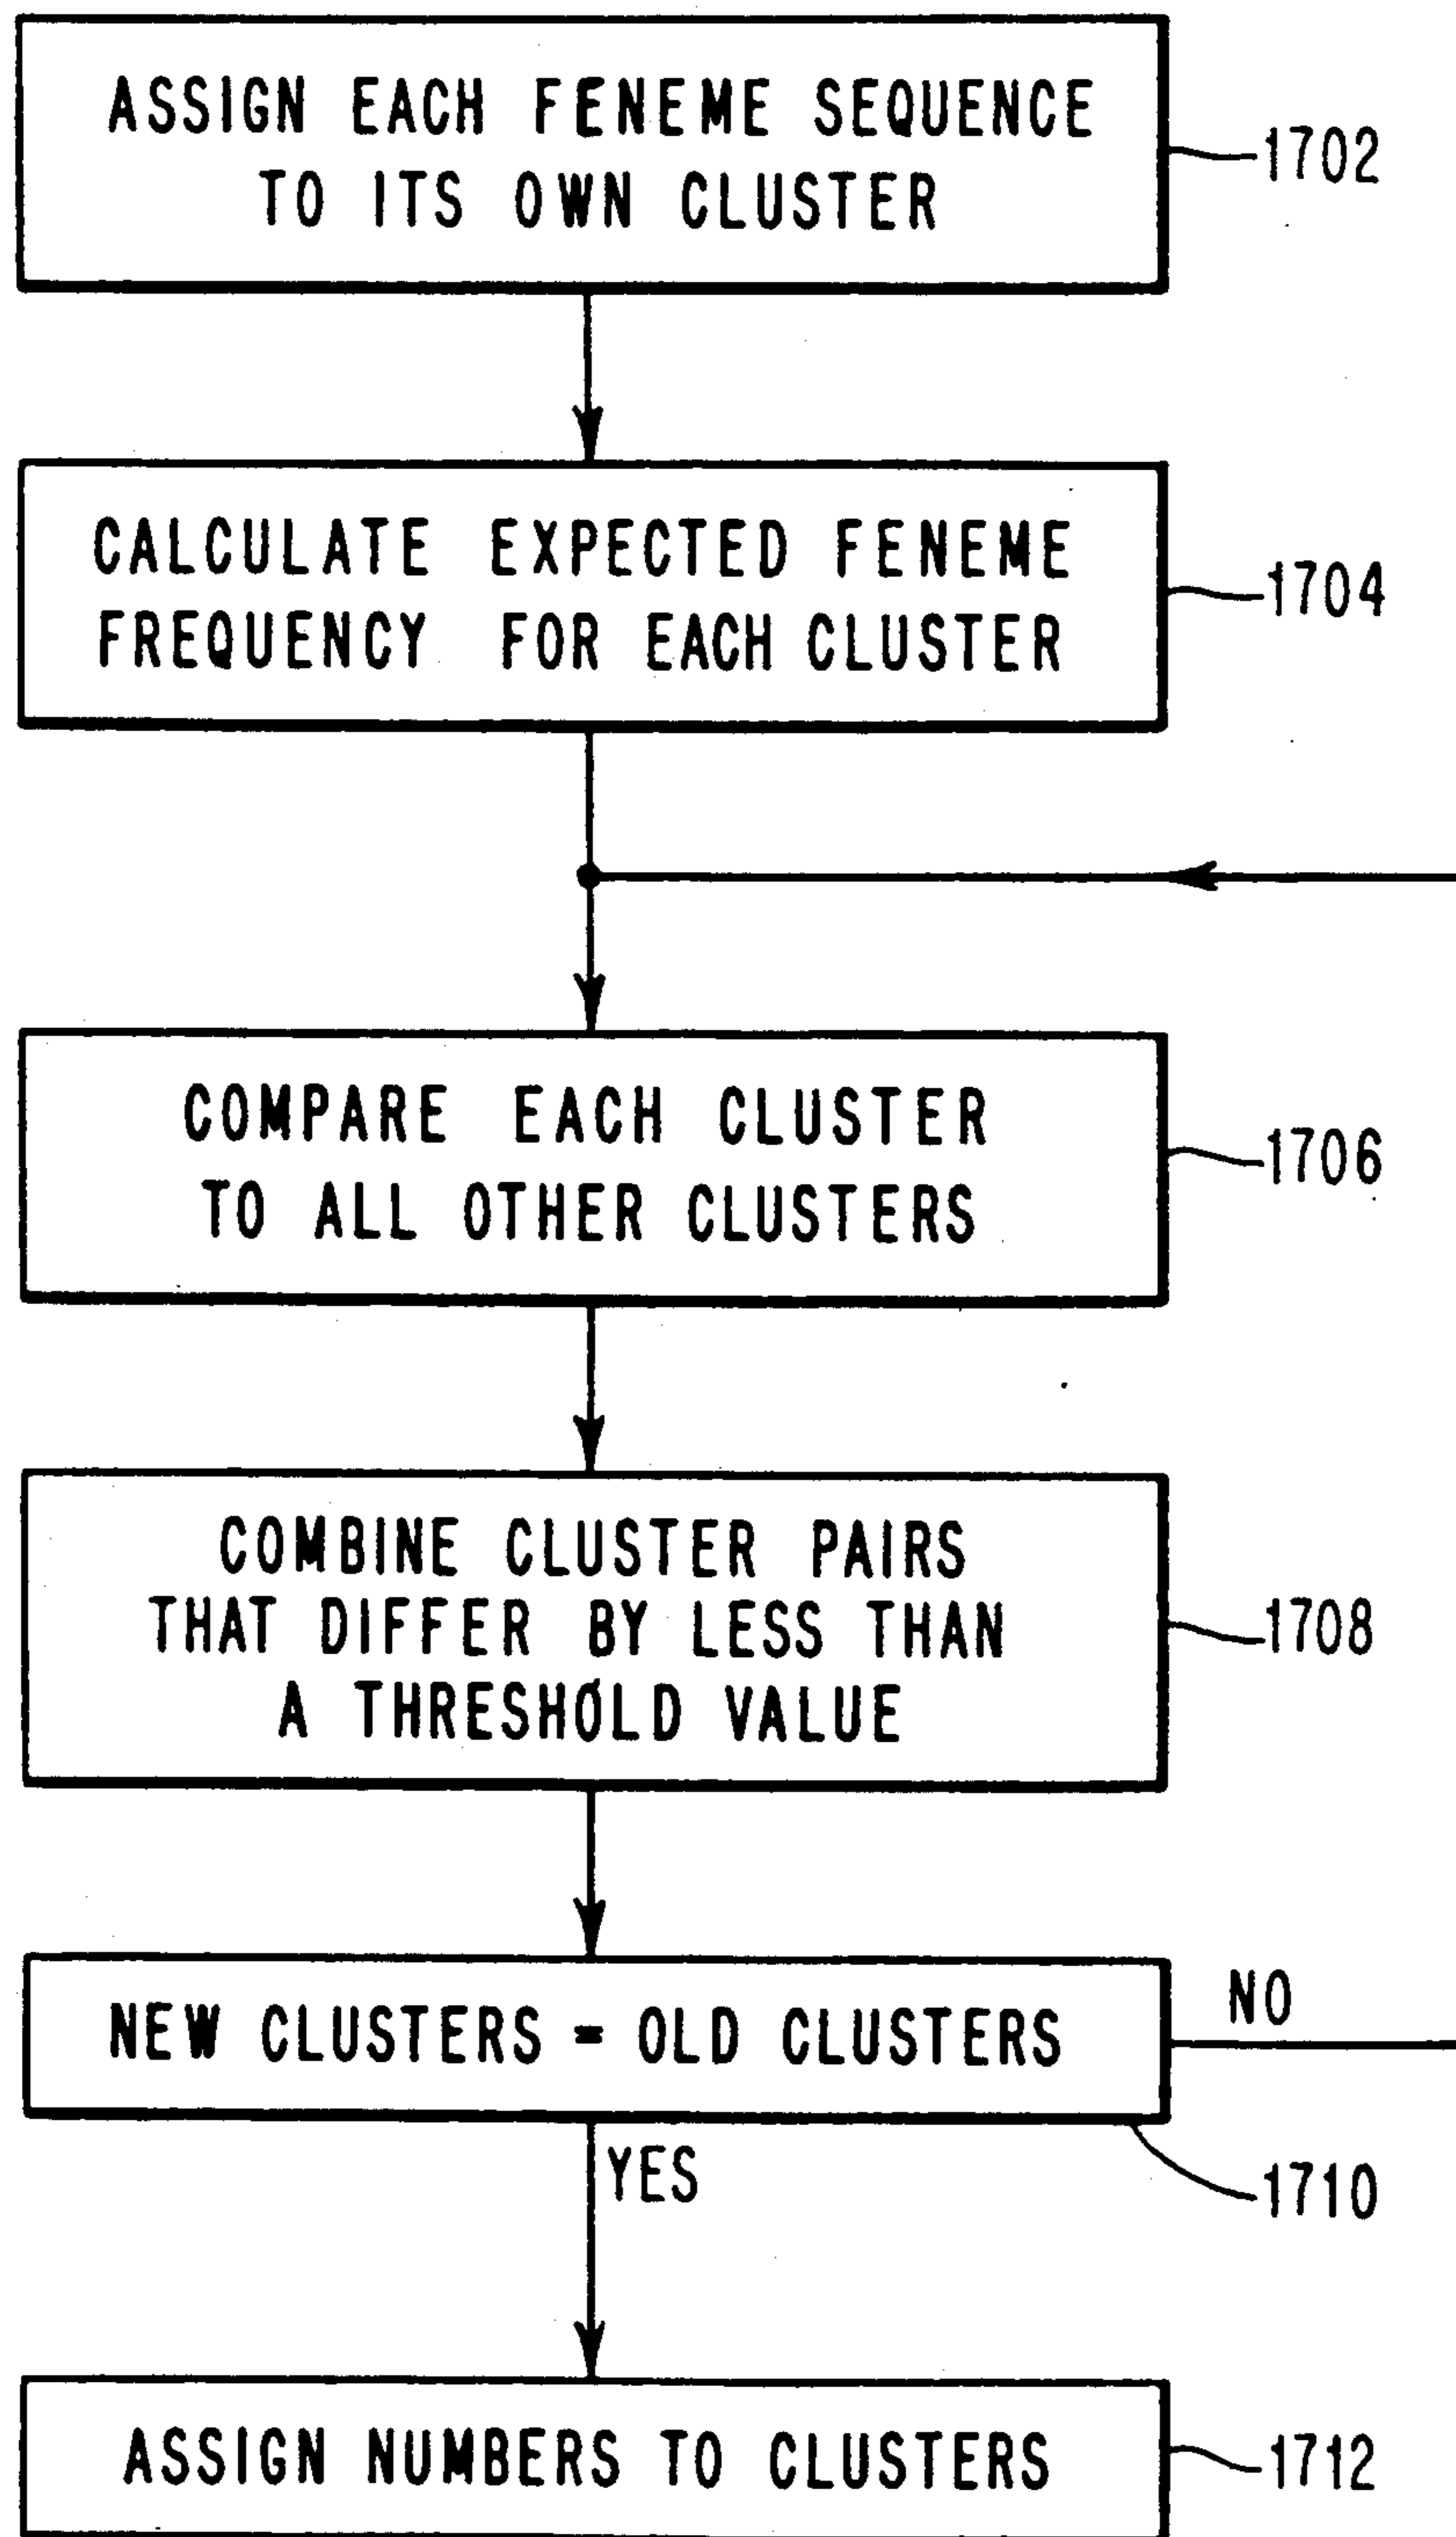 ASSIGN EACH FENEME SEQUENCE
TO ITS OWN CLUSTER
1702
CALCULATE EXPECTED FENEME
FREQUENCY FOR EACH CLUSTER
1704
COMPARE EACH CLUSTER
TO ALL OTHER CLUSTERS
1706
COMBINE CLUSTER PAIRS
THAT DIFFER BY LESS THAN
A THRESHOLD VALUE
1708
NEW CLUSTERS = OLD CLUSTERS
NO
1710
YES
ASSIGN NUMBERS TO CLUSTERS
1712